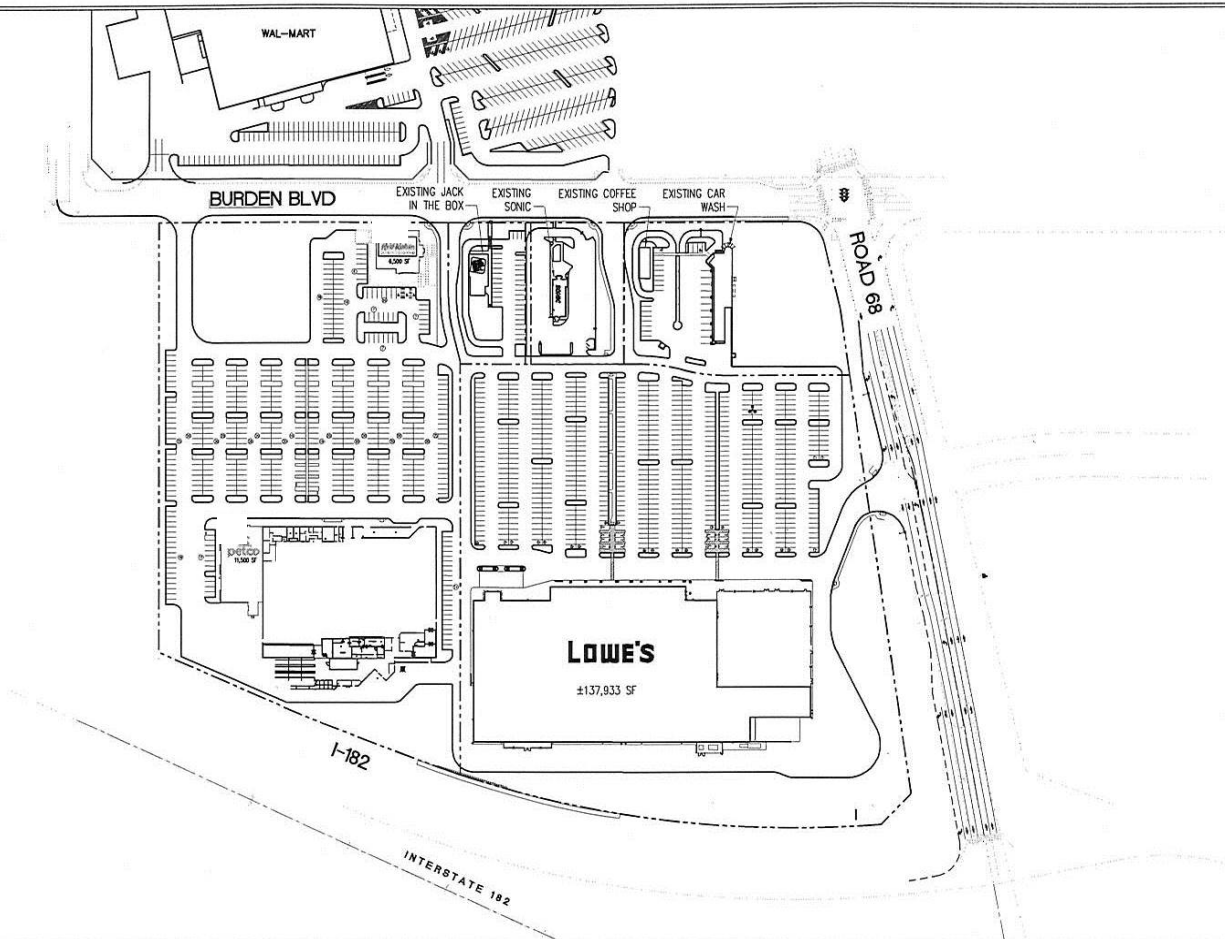 WAL-MART
BURDEN BLVD
EXISTING JACK
IN THE BOX
EXISTING
SONIC
EXISTING COFFEE
SHOP
EXISTING CAR
WASH
ROAD 68
6,500 SF
petco
11,500 SF
LOWE'S
±137,933 SF
I-182
INTERSTATE 182